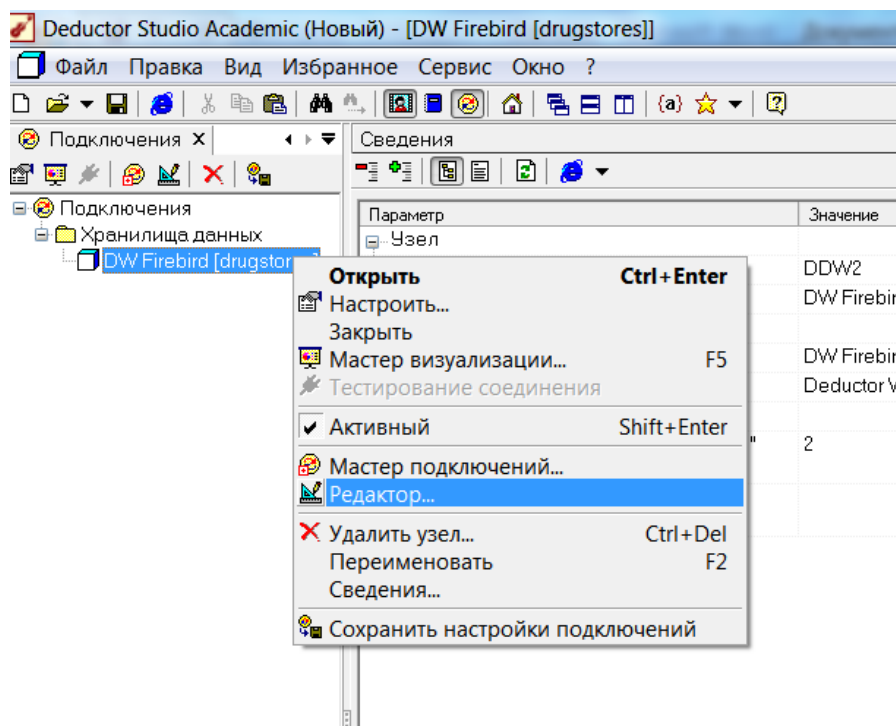 Deductor Studio Academic (Новый) - [DW Firebird [drugstores]]
Файл Правка Вид Избранное Сервис Окно ?
Подключения X
Сведения
Подключения
Хранилища данных
DW Firebird [drugstor
Параметр Значение
Узел
DDW2
DW Firebir
DW Firebir
Deductor
" 2
Открыть Ctrl+Enter
Настроить...
Закрыть
Мастер визуализации... F5
Тестирование соединения
Активный Shift+Enter
Мастер подключений...
Редактор...
Удалить узел... Ctrl+Del
Переименовать F2
Сведения...
Сохранить настройки подключений